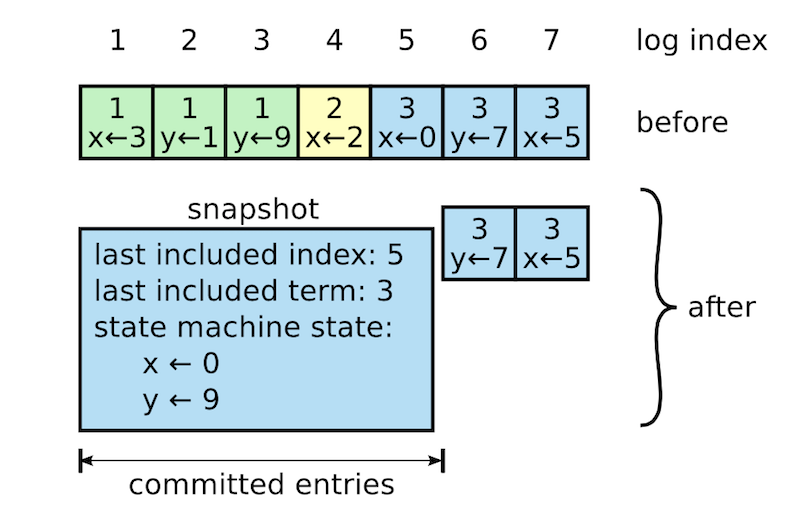 1 2 3 4 5 6 7 log index
1 1 1 2 3 3 3
x←3 y←1 y←9 x←2 x←0 y←7 x←5
before
snapshot
3 3
y←7 x←5
last included index: 5
last included term: 3
state machine state:
x ← 0
y ← 9
after
committed entries